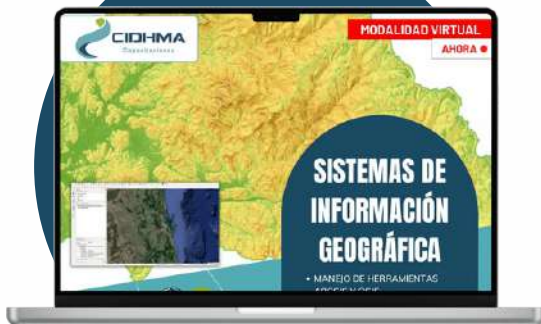 CIDHMA
Capacitaciones
MODALIDAD VIRTUAL
AHORA
SISTEMAS DE
INFORMACIÓN
GEOGRÁFICA
• MANEJO DE HERRAMIENTAS